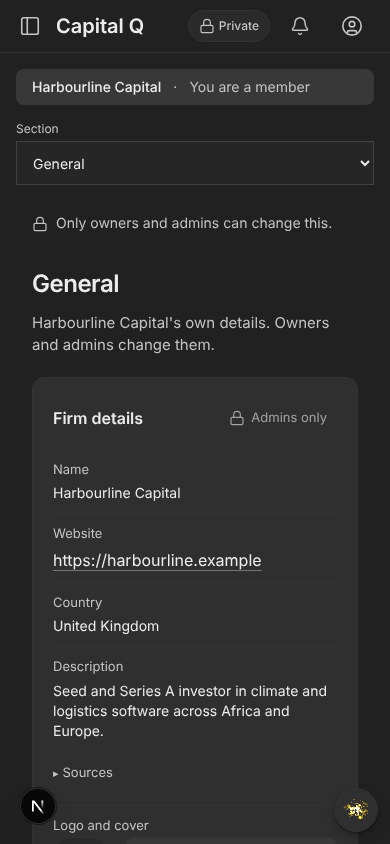 Capital Q
Private
Harbourline Capital · You are a member
Section
General
Only owners and admins can change this.
General
Harbourline Capital's own details. Owners
and admins change them.
Firm details
Admins only
Name
Harbourline Capital
Website
https://harbourline.example
Country
United Kingdom
Description
Seed and Series A investor in climate and
logistics software across Africa and
Europe.
▸ Sources
N
Logo and cover